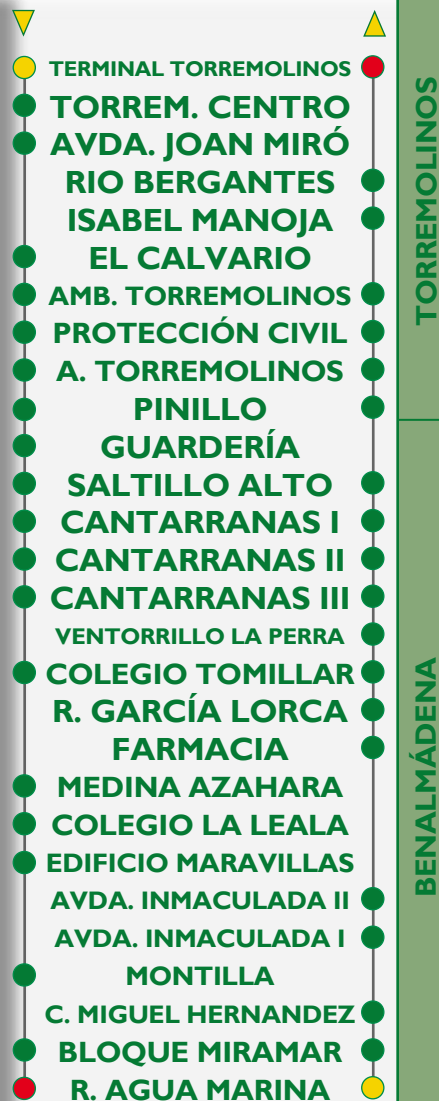 TERMINAL TORREMOLINOS
TORREM. CENTRO
AVDA. JOAN MIRÓ
RIO BERGANTES
ISABEL MANOJA
EL CALVARIO
AMB. TORREMOLINOS
PROTECCIÓN CIVIL
A. TORREMOLINOS
PINILLO
GUARDERÍA
SALTILLO ALTO
CANTARRANAS I
CANTARRANAS II
CANTARRANAS III
VENTORRILLO LA PERRA
COLEGIO TOMILLAR
R. GARCÍA LORCA
FARMACIA
MEDINA AZAHARA
COLEGIO LA LEALA
EDIFICIO MARAVILLAS
AVDA. INMACULADA II
AVDA. INMACULADA I
MONTILLA
C. MIGUEL HERNANDEZ
BLOQUE MIRAMAR
R. AGUA MARINA
TORREMOLINOS
BENALMÁDENA